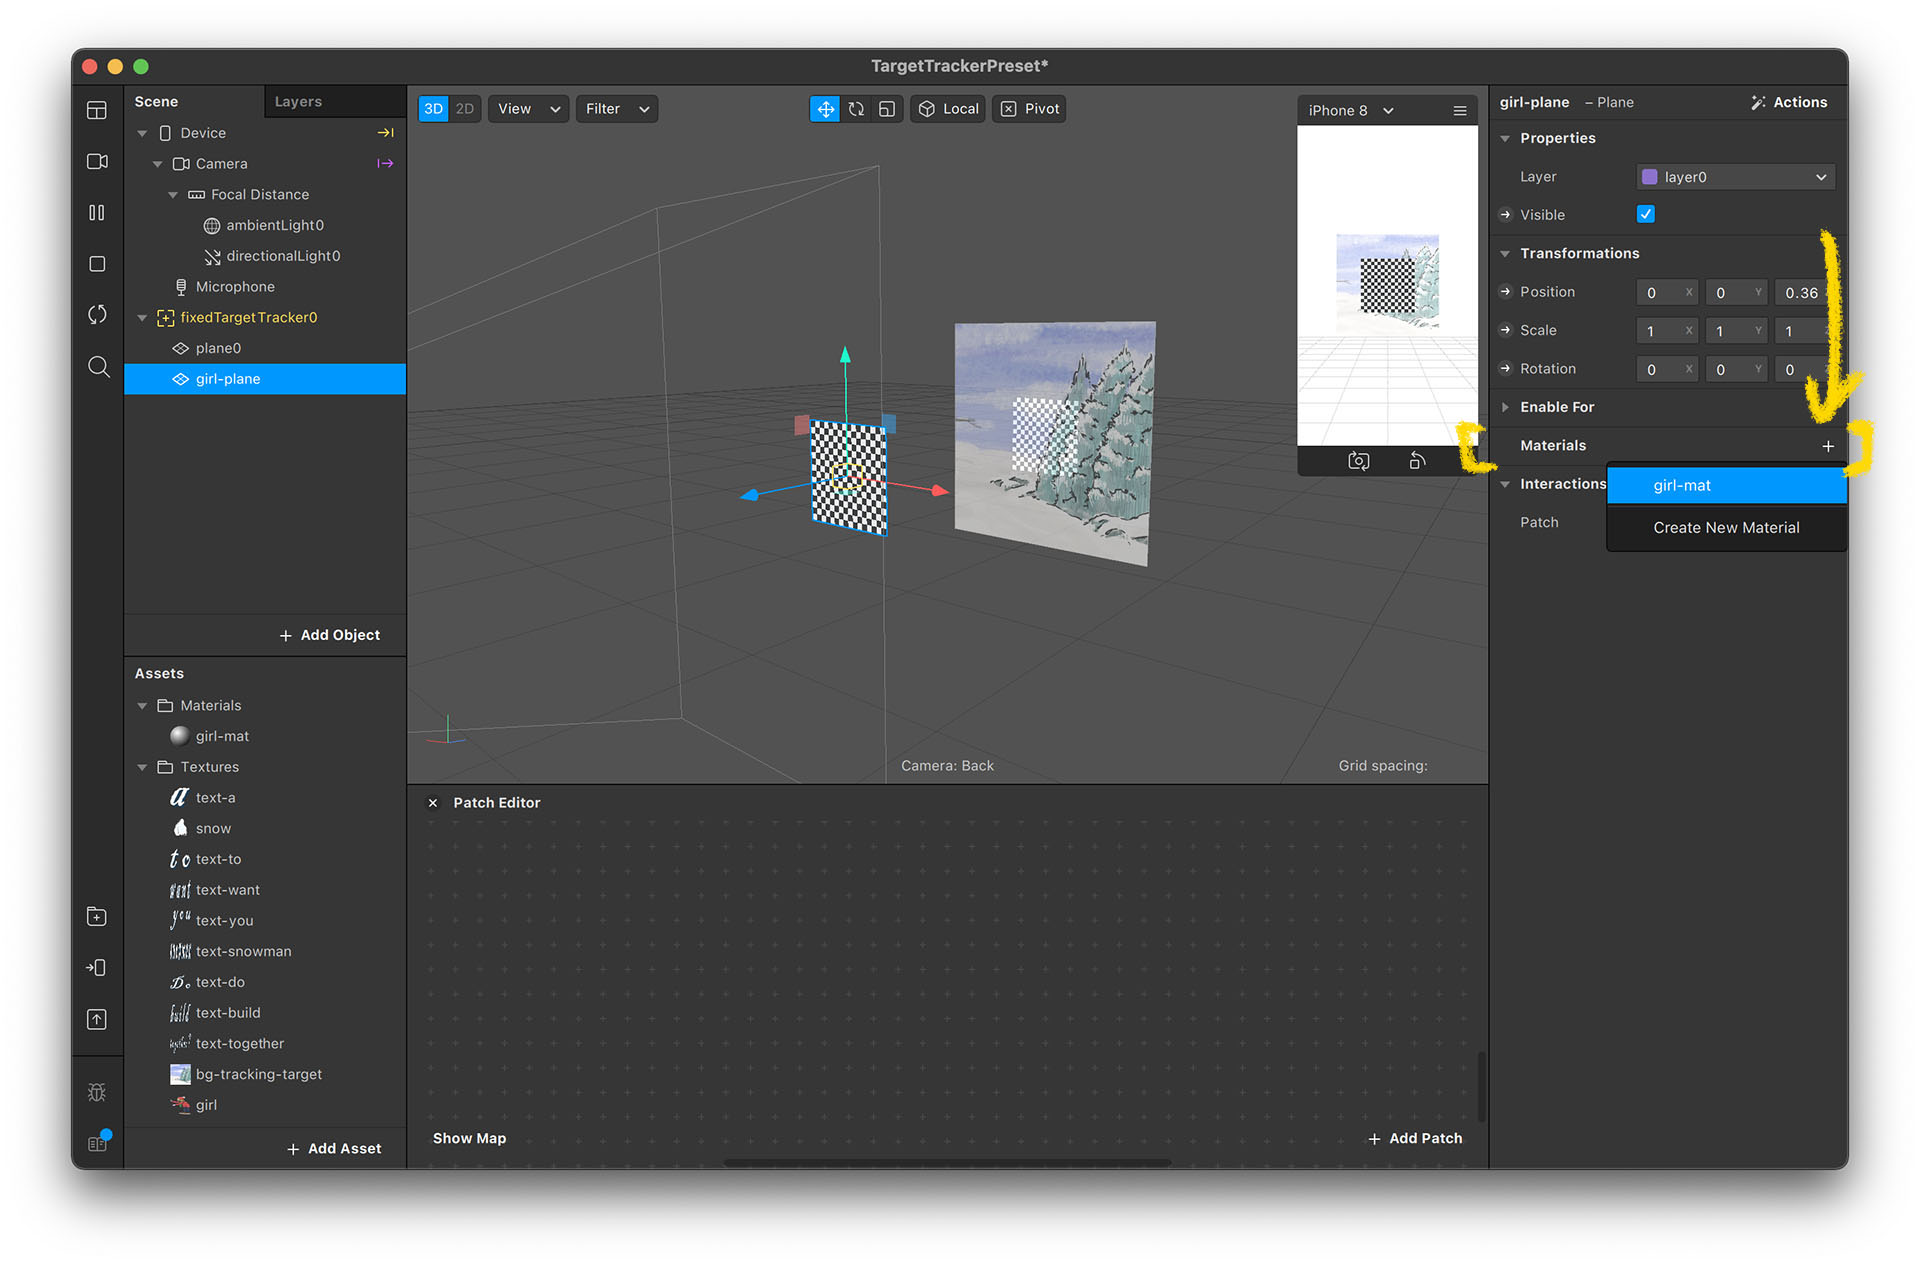 TargetTrackerPreset*
Scene
Layers
Device
Camera
Focal Distance
ambientLight0
directionalLight0
Microphone
fixedTargetTracker0
plane0
girl-plane
+ Add Object
Assets
Materials
girl-mat
Textures
text-a
snow
text-to
text-want
text-you
text-snowman
text-do
text-build
text-together
bg-tracking-target
girl
+ Add Asset
3D 2D View Filter
Local Pivot
iPhone 8
Camera: Back
Grid spacing:
Patch Editor
Show Map
+ Add Patch
girl-plane – Plane
Actions
Properties
Layer layer0
Visible
Transformations
Position 0 X 0 Y 0.36
Scale 1 X 1 Y 1
Rotation 0 X 0 Y 0
Enable For
Materials +
girl-mat
Create New Material
Interactions
Patch